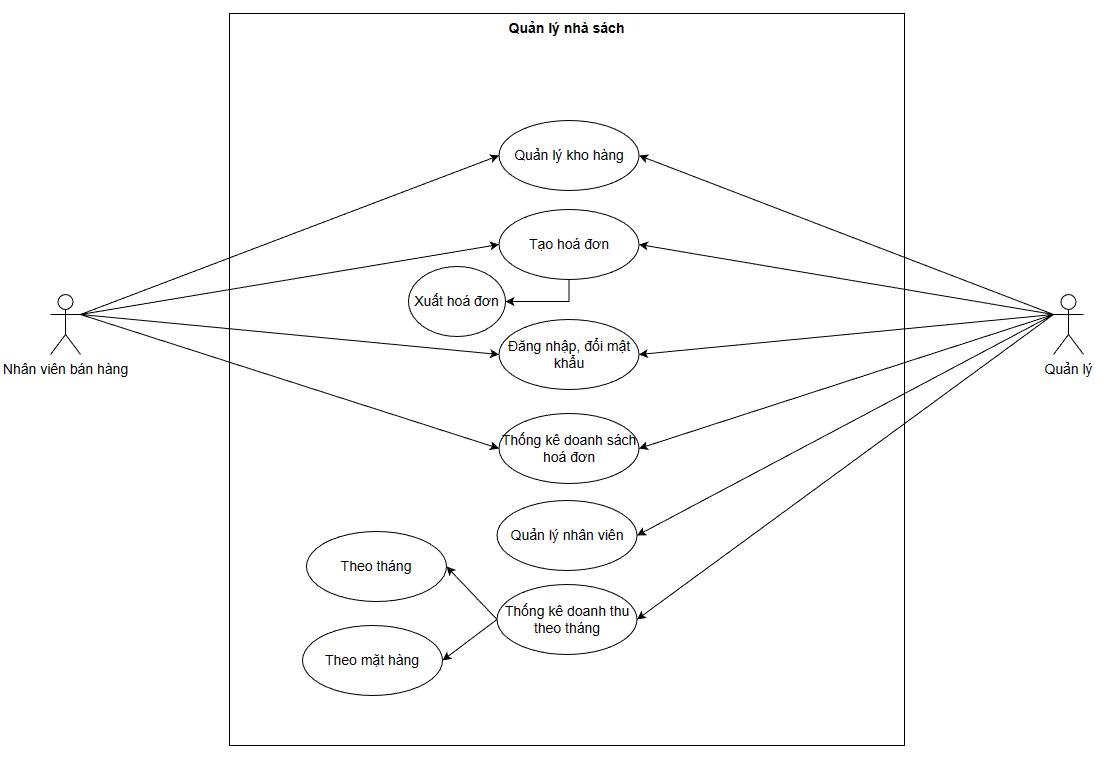 Quản lý nhà sách
Quản lý kho hàng
Tạo hoá đơn
Xuất hoá đơn
Đăng nhập, đổi mật
khẩu
Nhân viên bán hàng
Quản lý
Thống kê doanh sách
hoá đơn
Quản lý nhân viên
Theo tháng
Thống kê doanh thu
theo tháng
Theo mặt hàng